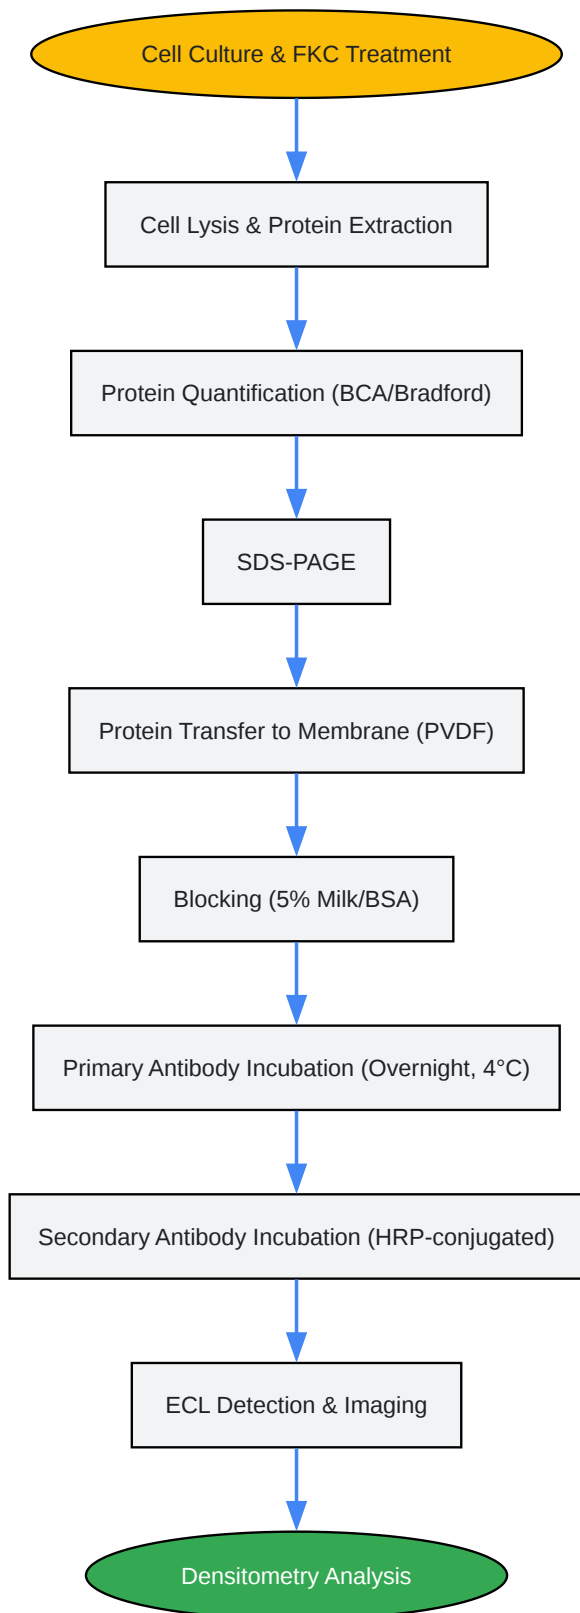 Cell Culture & FKC Treatment
Cell Lysis & Protein Extraction
Protein Quantification (BCA/Bradford)
SDS-PAGE
Protein Transfer to Membrane (PVDF)
Blocking (5% Milk/BSA)
Primary Antibody Incubation (Overnight, 4°C)
Secondary Antibody Incubation (HRP-conjugated)
ECL Detection & Imaging
Densitometry Analysis